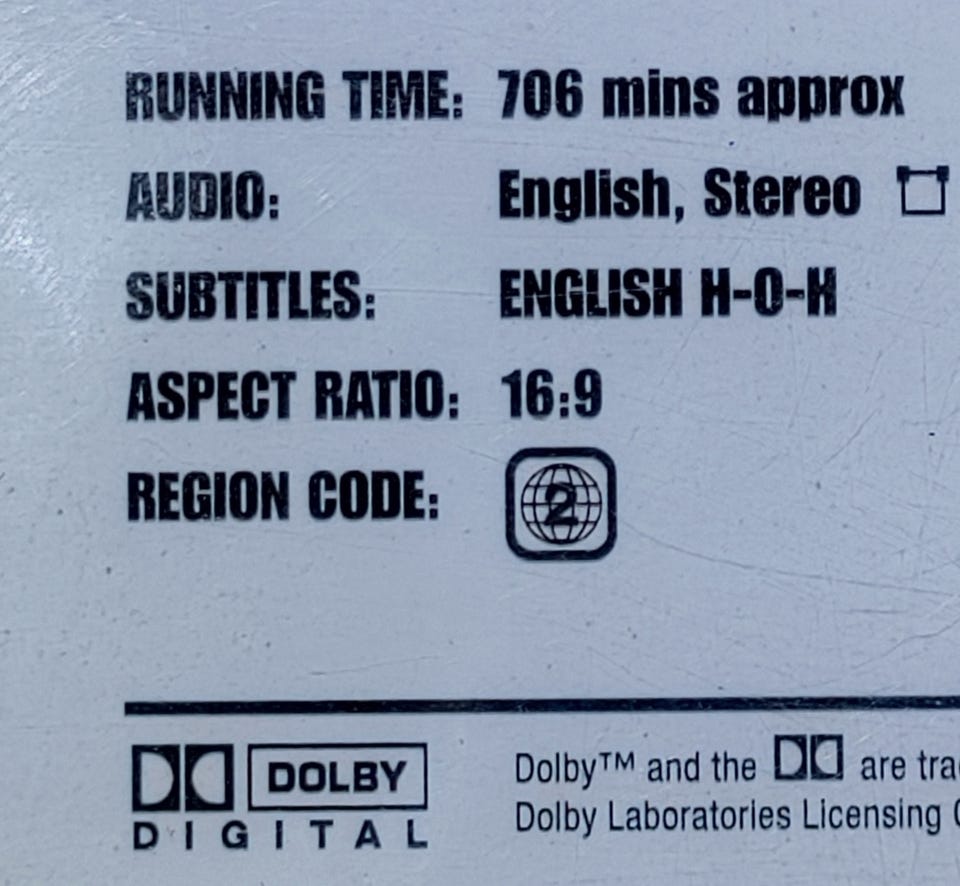 RUNNING TIME: 706 mins approx
AUDIO: English, Stereo
SUBTITLES: ENGLISH H-O-H
ASPECT RATIO: 16:9
REGION CODE: 2
DOLBY
DIGITAL
Dolby™ and the are
Dolby Laboratories Licensing